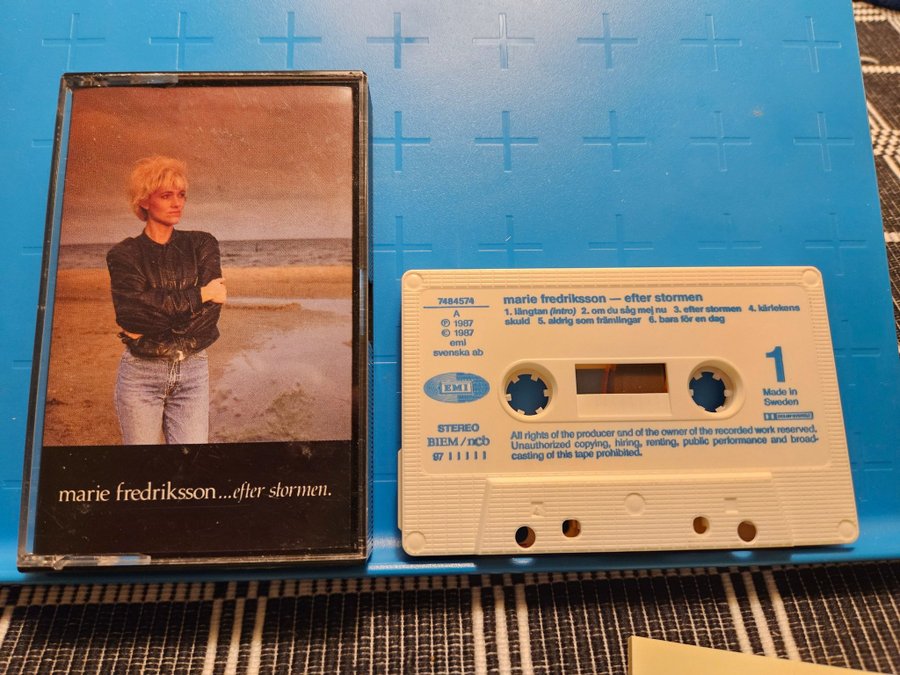 marie fredriksson...efter stormen.
7484574
A
℗ 1987
© 1987
emi
svenska ab
EMI
STEREO
BIEM/ncb
marie fredriksson — efter stormen
1. längtan (intro) 2. om du såg mej nu 3. efter stormen 4. kärlekens
skuld 5. aldrig som främlingar 6. bara för en dag
1
Made in
Sweden
All rights of the producer and of the owner of the recorded work reserved.
Unauthorized copying, hiring, renting, public performance and broad-
casting of this tape prohibited.